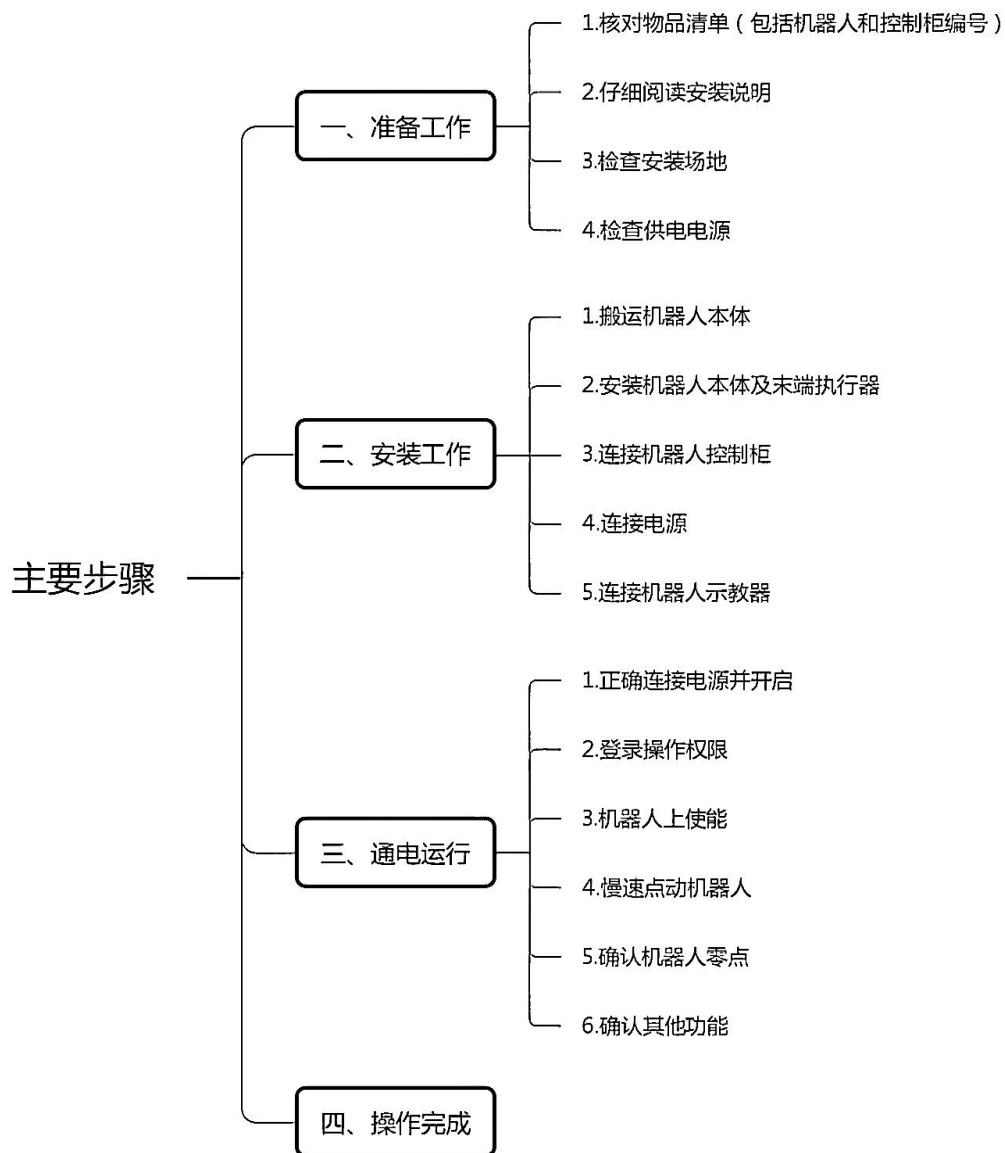 主要步骤
一、准备工作
1.核对物品清单（包括机器人和控制柜编号）
2.仔细阅读安装说明
3.检查安装场地
4.检查供电电源
二、安装工作
1.搬运机器人本体
2.安装机器人本体及末端执行器
3.连接机器人控制柜
4.连接电源
5.连接机器人示教器
三、通电运行
1.正确连接电源并开启
2.登录操作权限
3.机器人上使能
4.慢速点动机器人
5.确认机器人零点
6.确认其他功能
四、操作完成